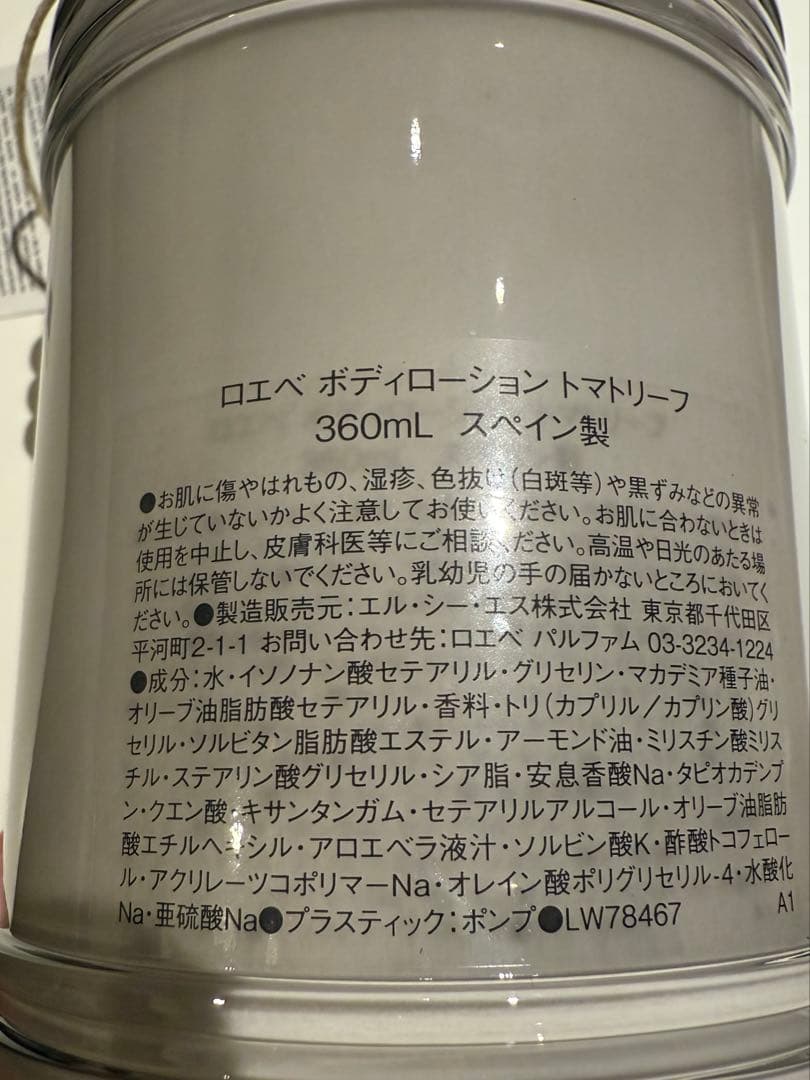 ロエベ ボディローション トマトリーフ
360mL スペイン製
●お肌に傷やはれもの、湿疹、色抜け(白斑等)や黒ずみなどの異常
が生じていないかよく注意してお使いください。お肌に合わないときは
使用を中止し、皮膚科医等にご相談ください。高温や日光のあたる場
所には保管しないでください。乳幼児の手の届かないところにおいてく
ださい。●製造販売元:エル・シー・エス株式会社 東京都千代田区
平河町2-1-1 お問い合わせ先:ロエベ パルファム 03-3234-1224
●成分:水・イソノナン酸セテアリル・グリセリン・マカデミア種子油・
オリーブ油脂肪酸セテアリル・香料・トリ(カプリル/カプリン酸)グリ
セリル・ソルビタン脂肪酸エステル・アーモンド油・ミリスチン酸ミリス
チル・ステアリン酸グリセリル・シア脂・安息香酸Na・タピオカデンプ
ン・クエン酸・キサンタンガム・セテアリルアルコール・オリーブ油脂肪
酸エチルヘキシル・アロエベラ液汁・ソルビン酸K・酢酸トコフェロー
ル・アクリレーツコポリマーNa・オレイン酸ポリグリセリル-4・水酸化
Na・亜硫酸Na●プラスティック:ポンプ●LW78467 A1